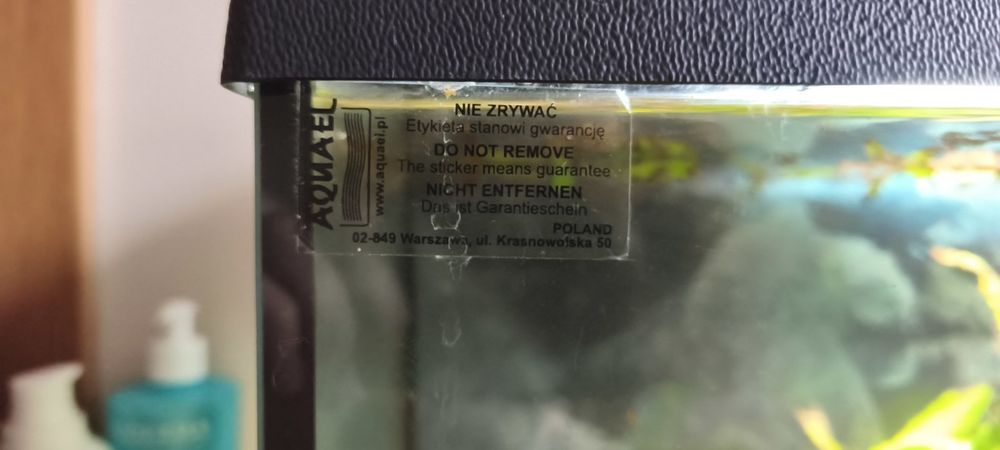 AQUAEL
www.aquael.pl
NIE ZRYWAĆ
Etykieta stanowi gwarancję
DO NOT REMOVE
The sticker means guarantee
NICHT ENTFERNEN
Das ist Garantieschein
POLAND
02-849 Warszawa, ul. Krasnowolska 50